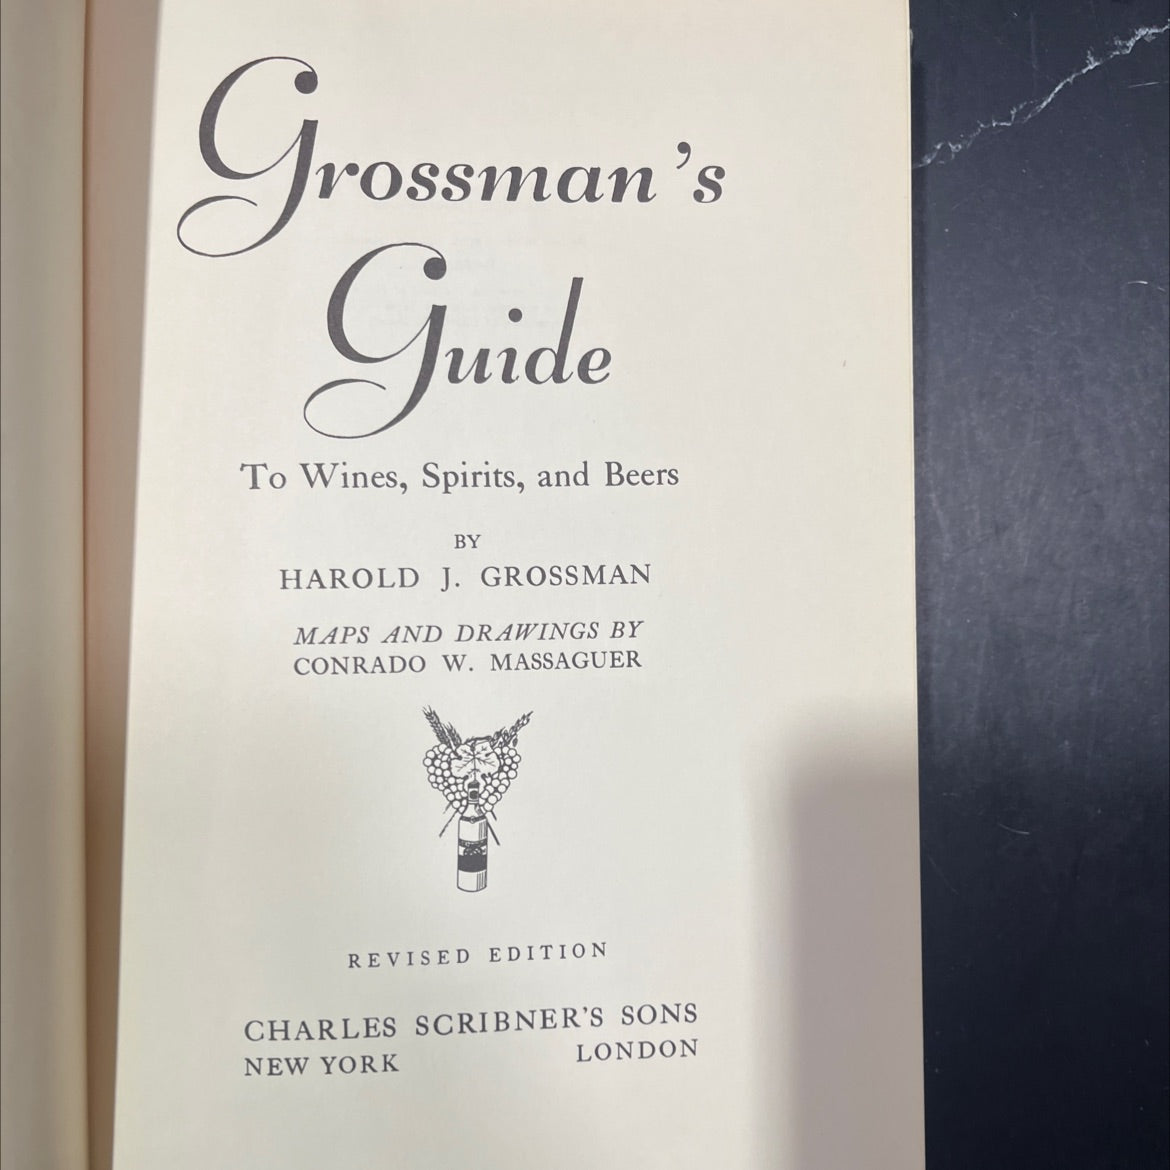 Grossman's
Guide
To Wines, Spirits, and Beers
BY
HAROLD J. GROSSMAN
MAPS AND DRAWINGS BY
CONRADO W. MASSAGUER
REVISED EDITION
CHARLES SCRIBNER'S SONS
NEW YORK LONDON